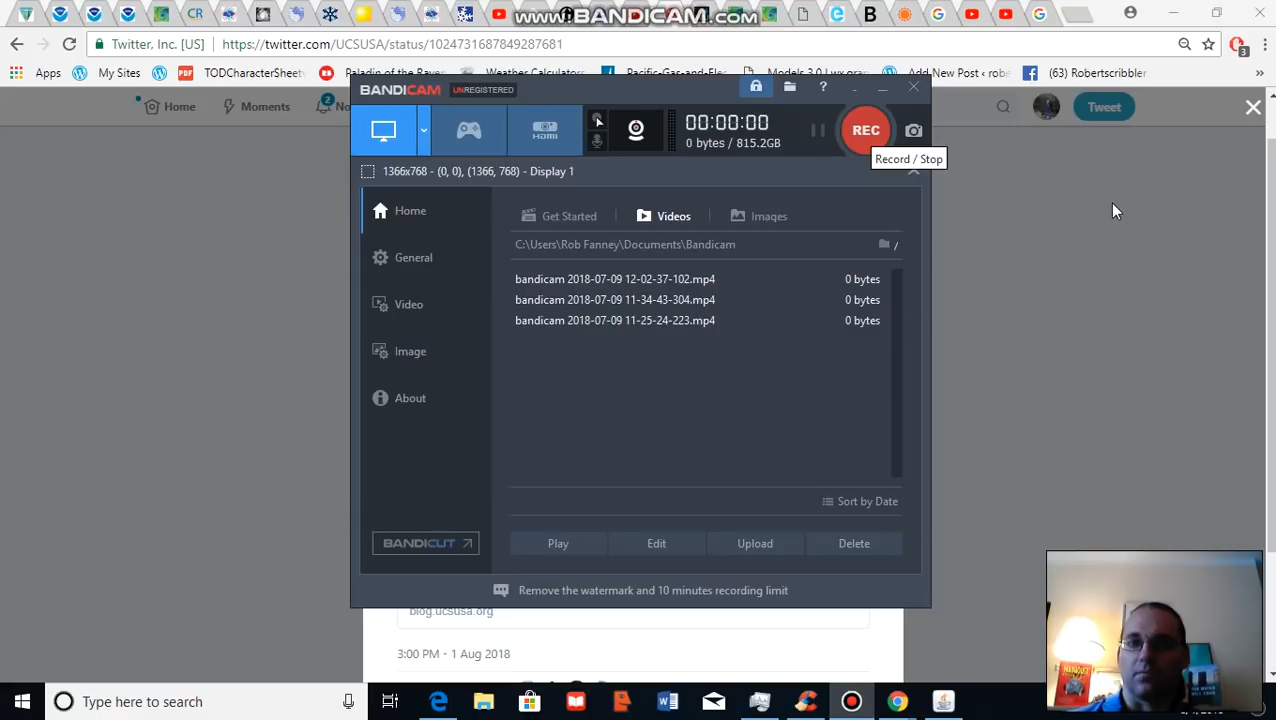 www.BANDICAM.com
Twitter, Inc. [US]
https://twitter.com/UCSUSA/status/1024731687849287681
3
Apps
My Sites
TODCharacterSheet
Paladin of the
Pacific-Gas-and-Ele
Models 3.0 Lwx
Add New Post ‹ robe
(63) Robertscribbler
»
Home
Moments
Tweet
BANDICAM
UNREGISTERED
?
HDMI
00:00:00
0 bytes / 815.2GB
REC
Record / Stop
1366x768 - (0, 0), (1366, 768) - Display 1
Home
General
Video
Image
About
BANDICUT
Get Started
Videos
Images
C:\Users\Rob Fanney\Documents\Bandicam
/
bandicam 2018-07-09 12-02-37-102.mp4 0 bytes
bandicam 2018-07-09 11-34-43-304.mp4 0 bytes
bandicam 2018-07-09 11-25-24-223.mp4 0 bytes
Sort by Date
Play
Edit
Upload
Delete
Remove the watermark and 10 minutes recording limit
blog.ucsusa.org
3:00 PM - 1 Aug 2018
Type here to search